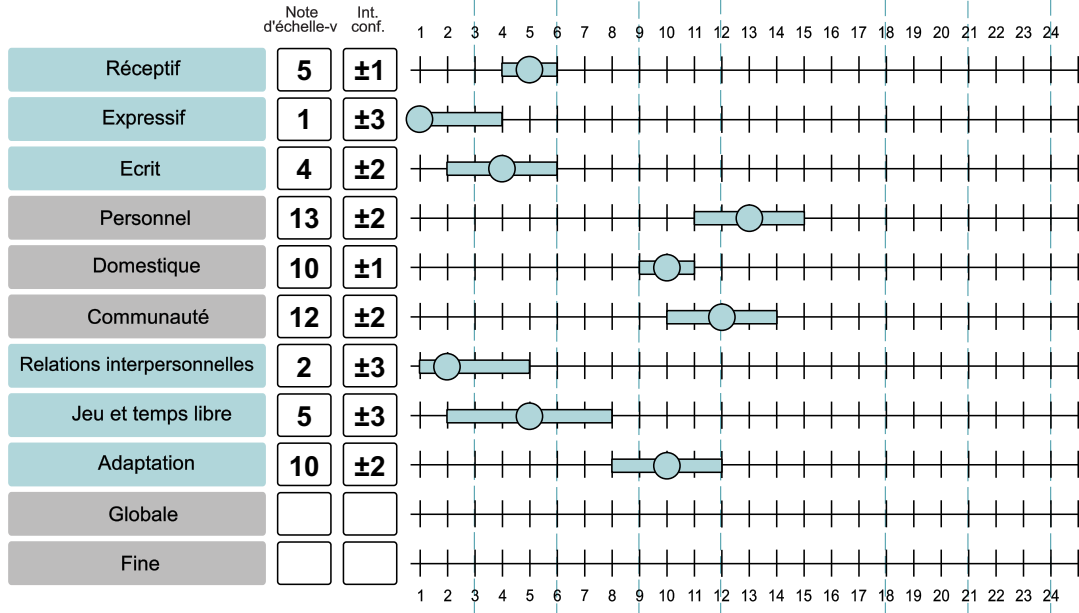 Note Int.
d'échelle-v conf.
1 2 3 4 5 6 7 8 9 10 11 12 13 14 15 16 17 18 19 20 21 22 23 24
Réceptif 5 ±1
Expressif 1 ±3
Ecrit 4 ±2
Personnel 13 ±2
Domestique 10 ±1
Communauté 12 ±2
Relations interpersonnelles 2 ±3
Jeu et temps libre 5 ±3
Adaptation 10 ±2
Globale
Fine
1 2 3 4 5 6 7 8 9 10 11 12 13 14 15 16 17 18 19 20 21 22 23 24